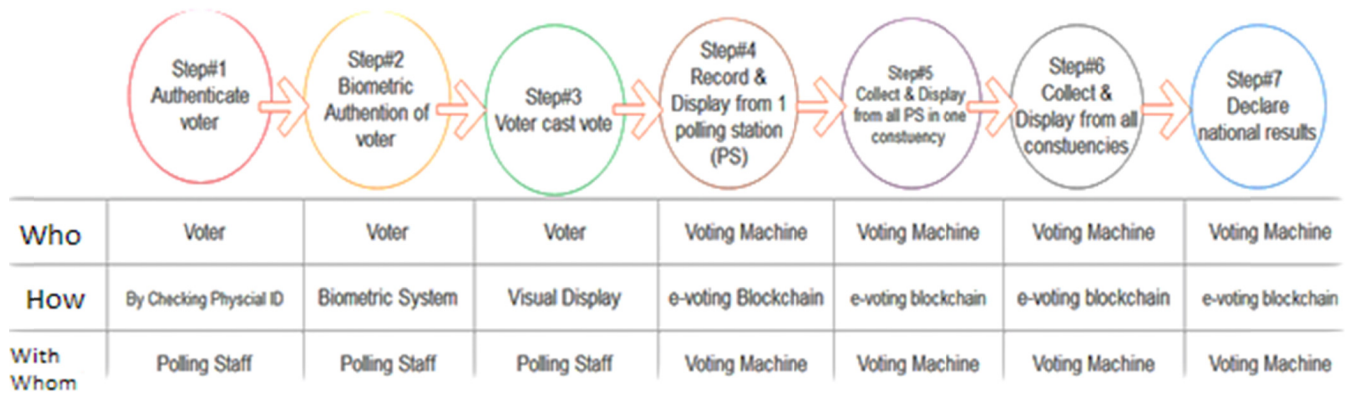 Step#1
Authenticate
voter
Step#2
Biometric
Authention of
voter
Step#3
Voter cast vote
Step#4
Record &
Display from 1
polling station
(PS)
Step#5
Collect & Display
from all PS in one
constuency
Step#6
Collect &
Display from all
constuencies
Step#7
Declare
national results
Who Voter Voter Voter Voting Machine Voting Machine Voting Machine Voting Machine
How By Checking Physcial ID Biometric System Visual Display e-voting Blockchain e-voting blockchain e-voting blockchain e-voting blockchain
With
Whom Polling Staff Polling Staff Polling Staff Voting Machine Voting Machine Voting Machine Voting Machine